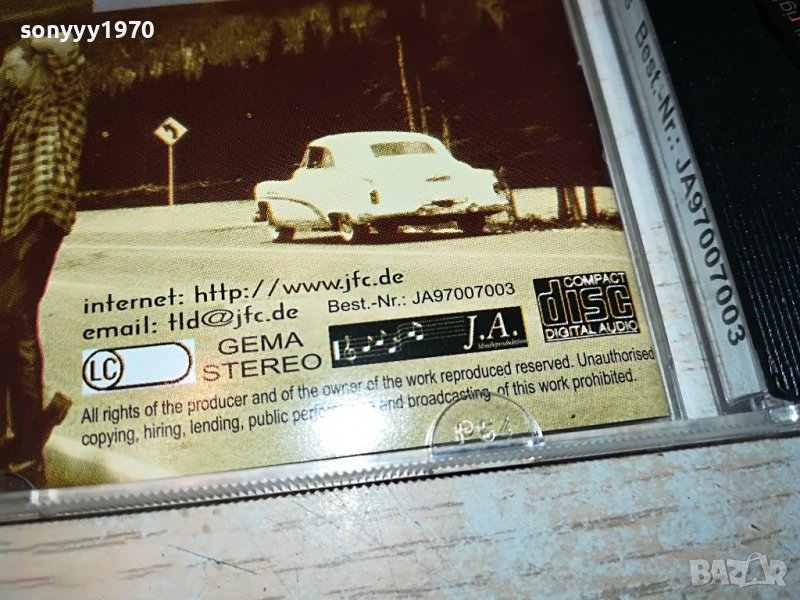 sonyyy1970
internet: http://www.jfc.de
email: tld@jfc.de
Best.-Nr.: JA97007003
COMPACT
disc
DIGITAL AUDIO
LC
GEMA
STEREO
J.A.
All rights of the producer and of the owner of the work reproduced reserved. Unauthorised
copying, hiring, lending, public and broadcasting, of this work prohibited.
Best.-Nr.: JA97007003
BAZAR